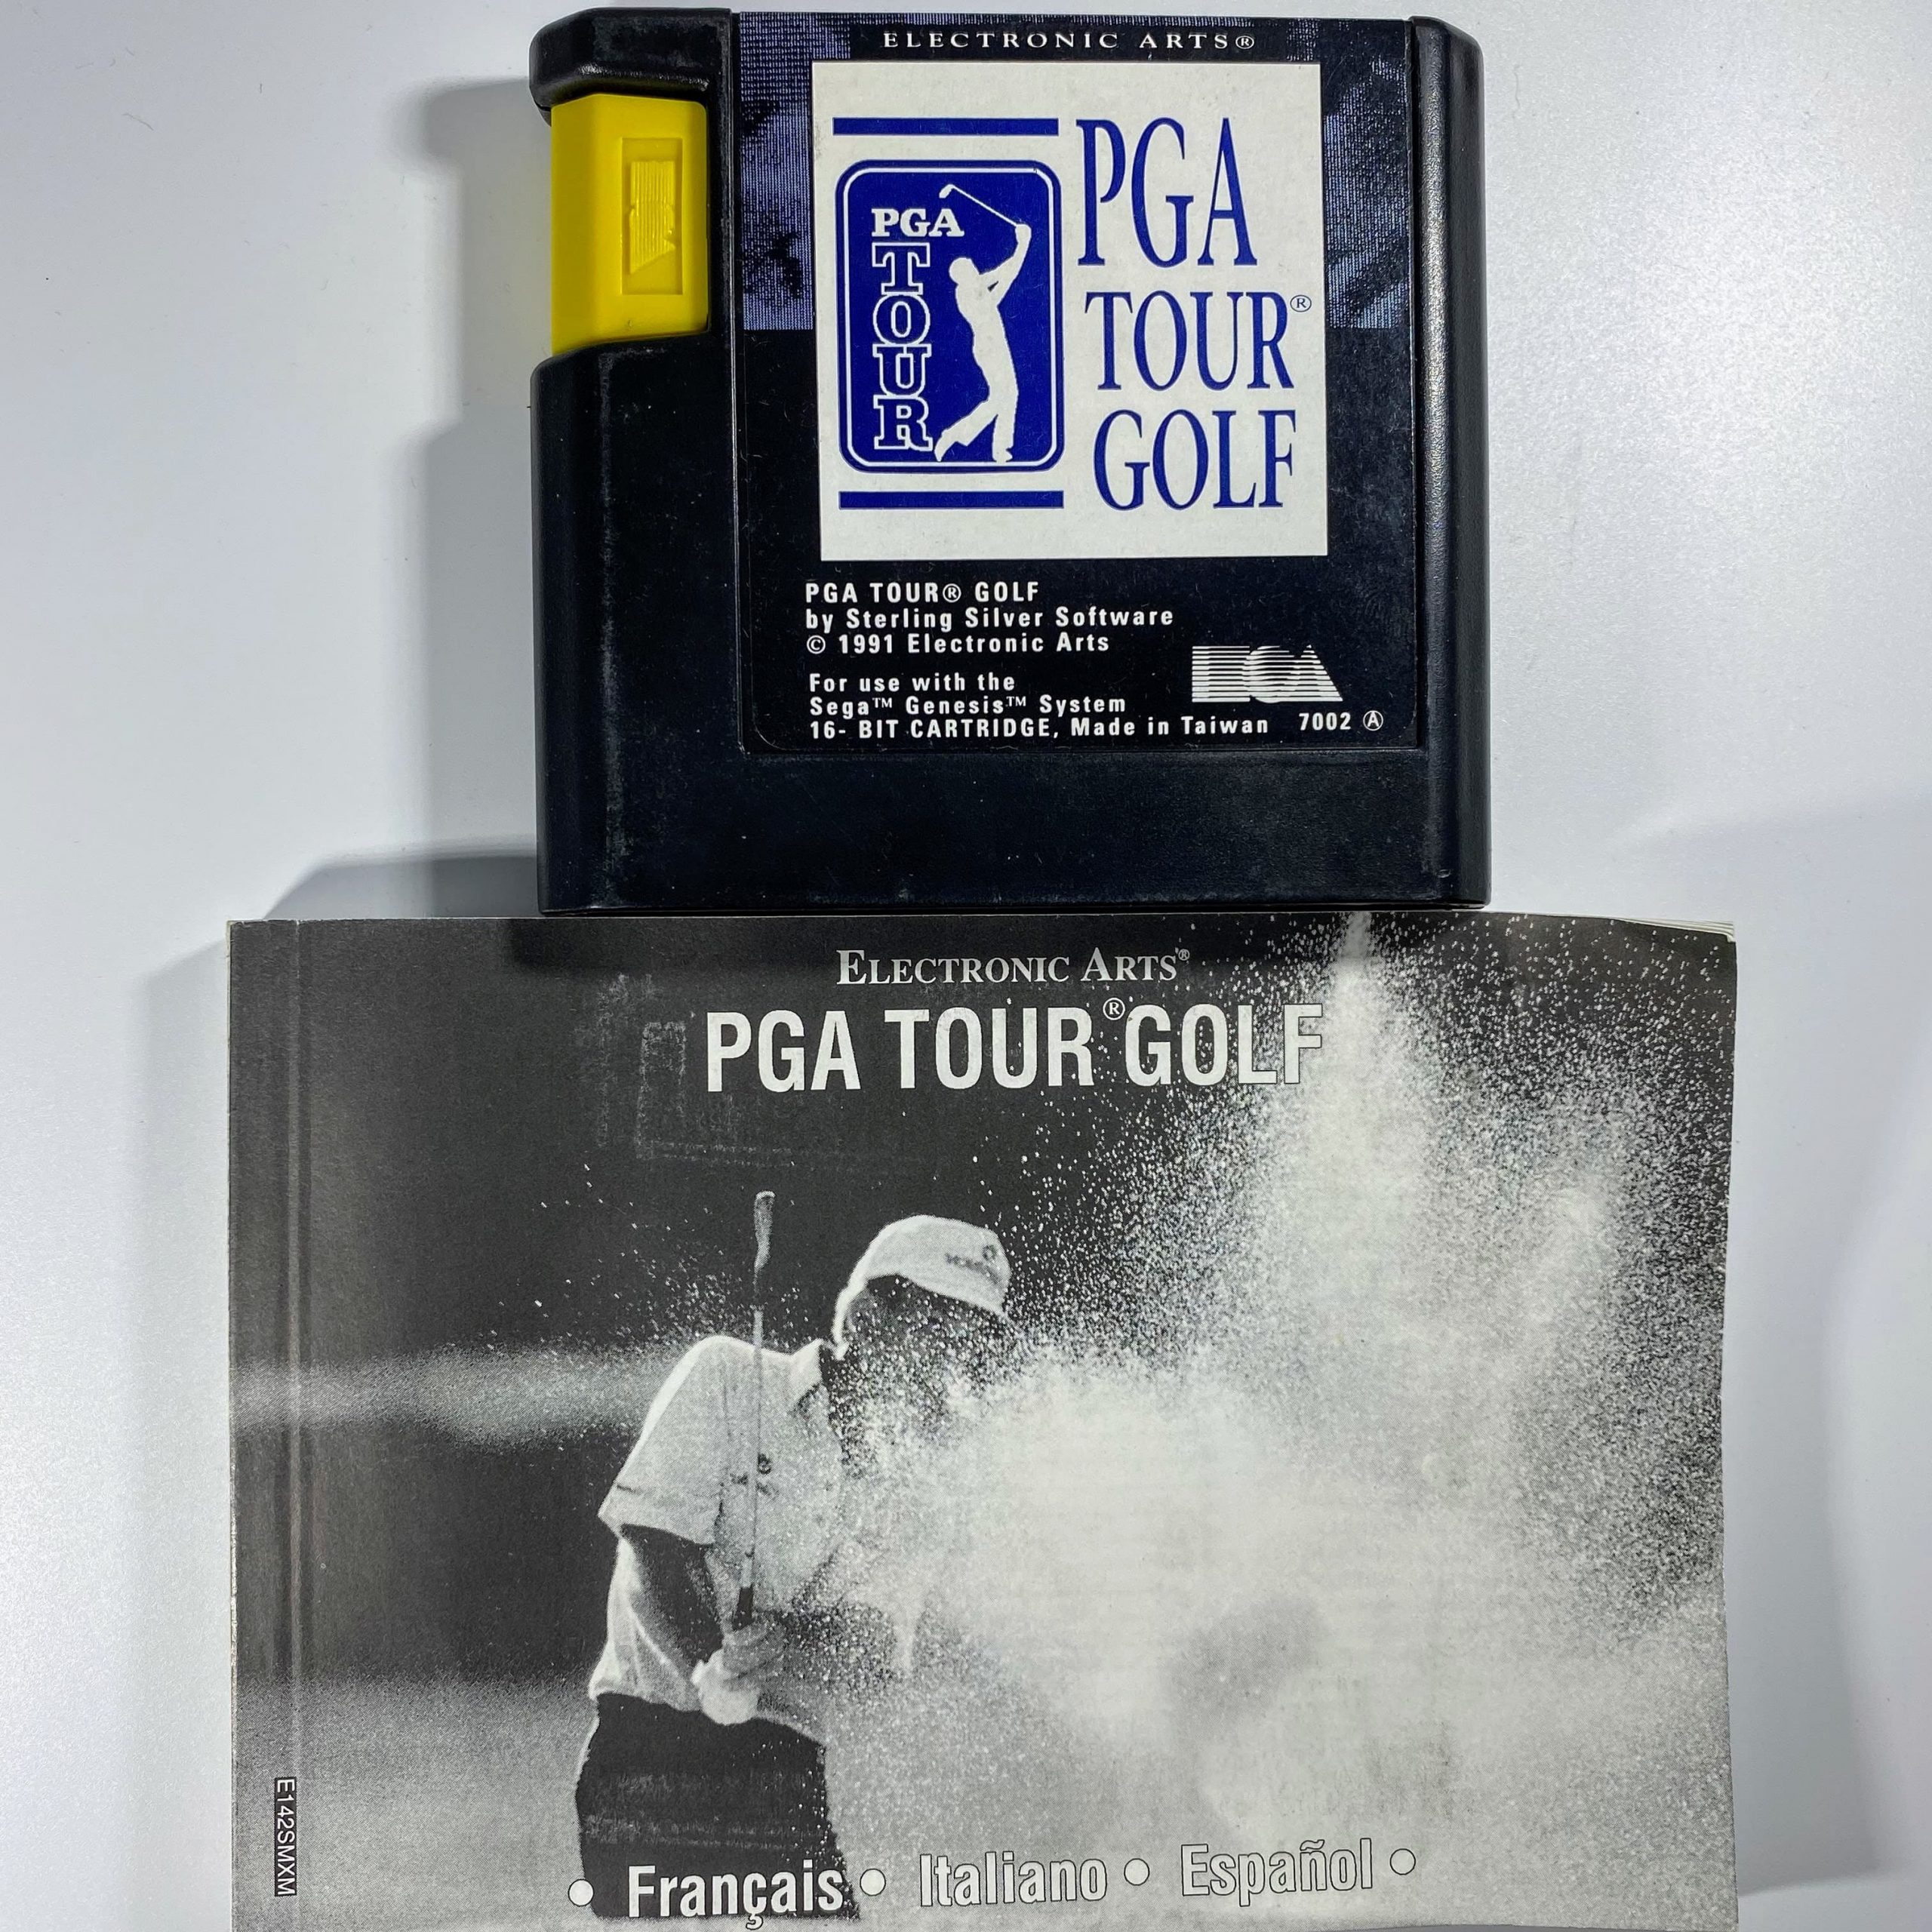 ELECTRONIC ARTS®
PGA
TOUR
PGA
TOUR®
GOLF
PGA TOUR® GOLF
by Sterling Silver Software
© 1991 Electronic Arts
For use with the
Sega™ Genesis™ System
16- BIT CARTRIDGE, Made in Taiwan 7002 Ⓐ
EA
ELECTRONIC ARTS®
PGA TOUR® GOLF
E142SMXM
• Français • Italiano • Español •